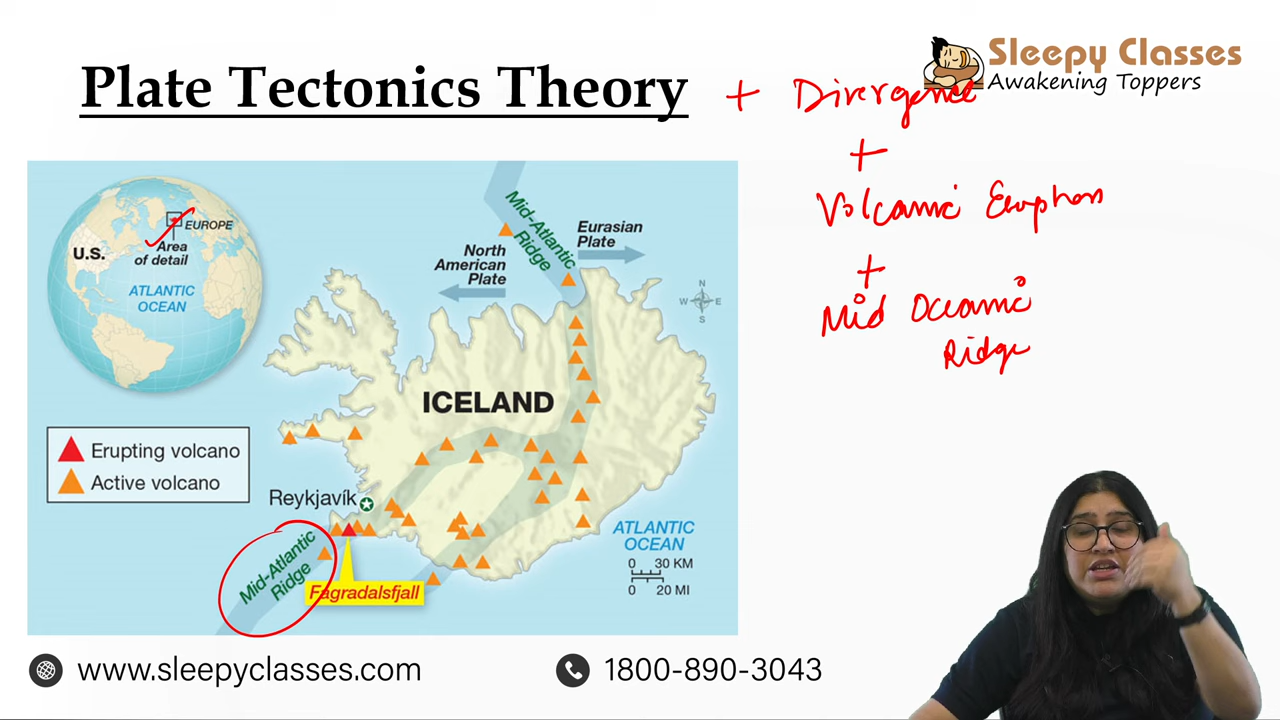 Sleepy Classes
Awakening Toppers
Plate Tectonics Theory + Divergence
+
Volcanic Eruptions
+
Mid Oceanic
Ridge
U.S.
EUROPE
Area
of detail
ATLANTIC
OCEAN
Mid-Atlantic
Ridge
Eurasian
Plate
North
American
Plate
N
W E
S
ICELAND
Erupting volcano
Active volcano
Reykjavík
Mid-Atlantic
Ridge
Fagradalsfjall
ATLANTIC
OCEAN
0 30 KM
0 20 MI
www.sleepyclasses.com
1800-890-3043